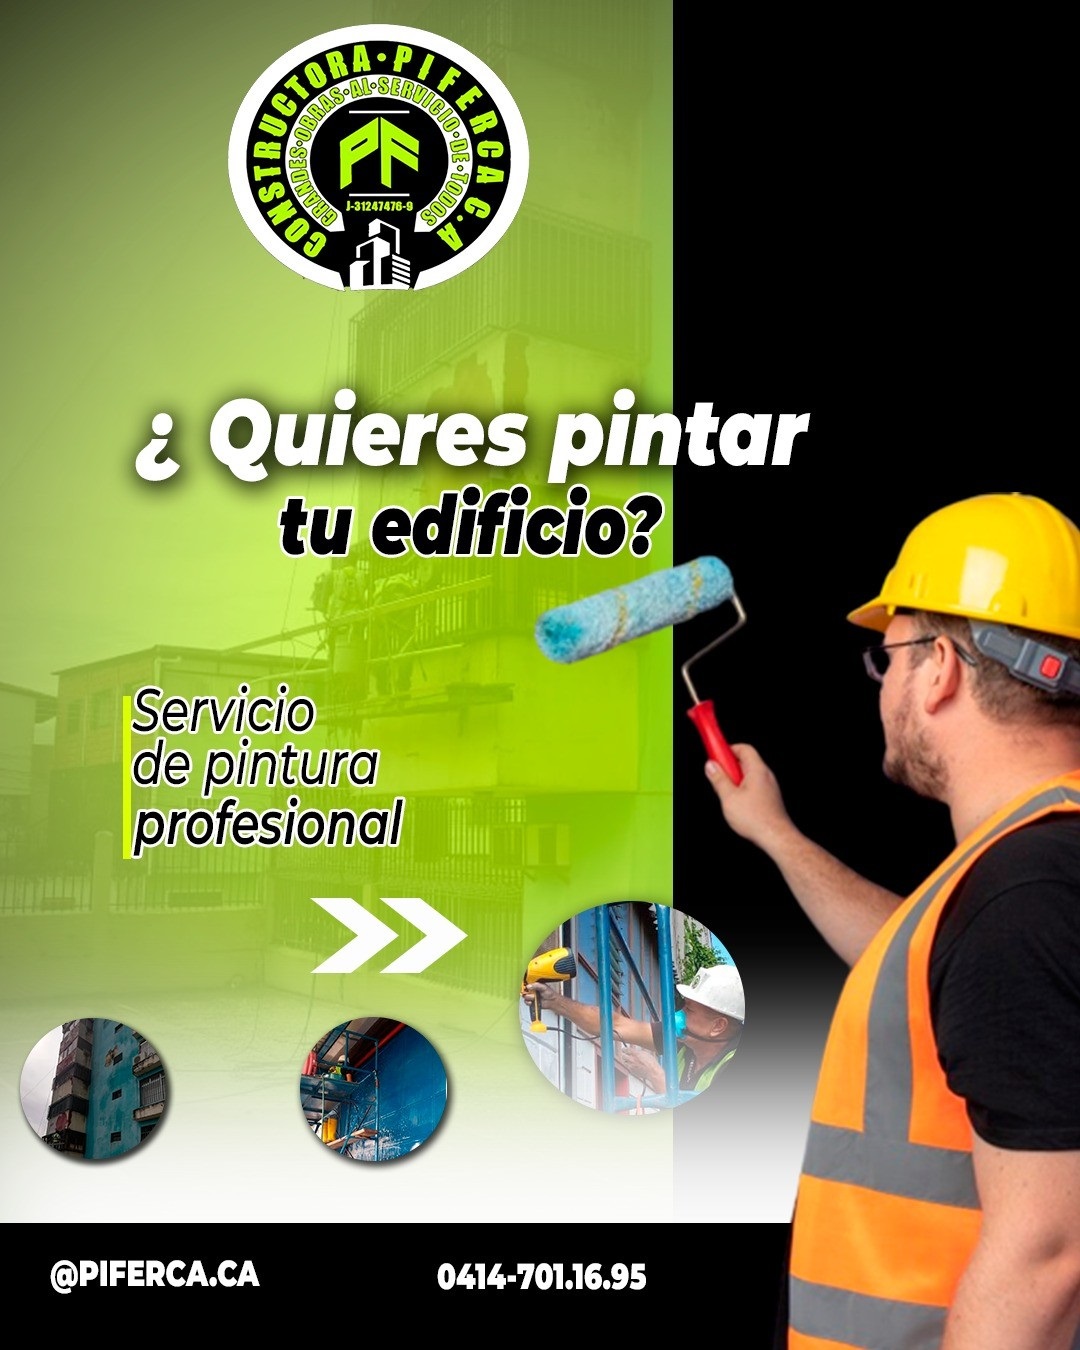 CONSTRUCTORA·PIFERCA C.A
GRANDES·OBRAS·AL·SERVICIO·DE·TODOS
PF
J-31247476-9
¿ Quieres pintar
tu edificio?
Servicio
de pintura
profesional
@PIFERCA.CA
0414-701.16.95